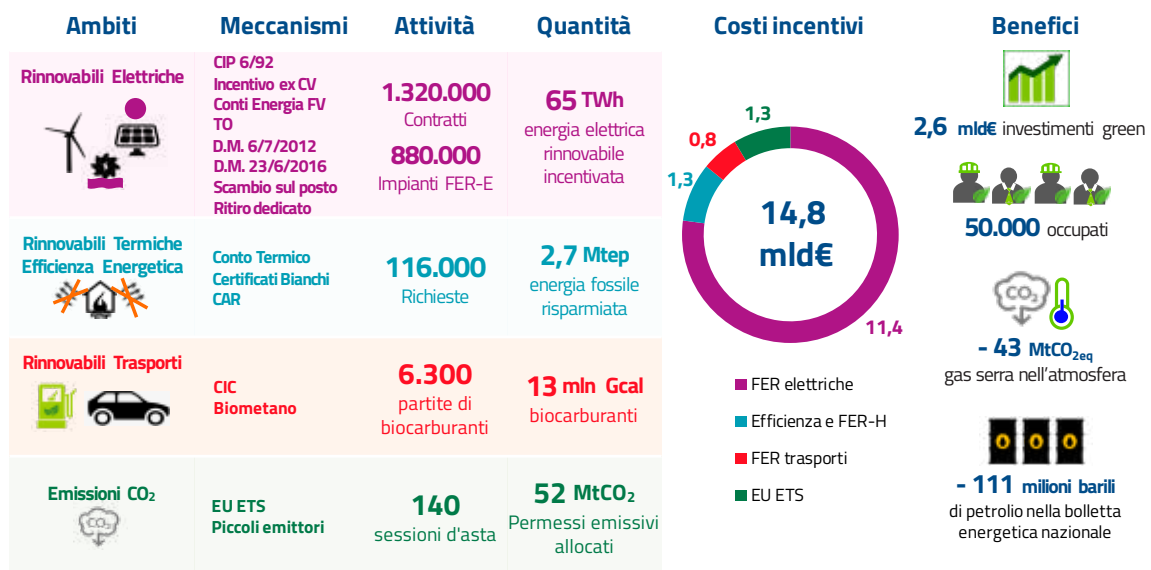 Ambiti
Meccanismi
Attività
Quantità
Costi incentivi
Benefici
Rinnovabili Elettriche
CIP 6/92
Incentivo ex CV
Conti Energia FV
TO
D.M. 6/7/2012
D.M. 23/6/2016
Scambio sul posto
Ritiro dedicato
1.320.000
Contratti
880.000
Impianti FER-E
65 TWh
energia elettrica
rinnovabile
incentivata
Rinnovabili Termiche
Efficienza Energetica
Conto Termico
Certificati Bianchi
CAR
116.000
Richieste
2,7 Mtep
energia fossile
risparmiata
Rinnovabili Trasporti
CIC
Biometano
6.300
partite di
biocarburanti
13 mln Gcal
biocarburanti
Emissioni CO₂
CO₂
EU ETS
Piccoli emittori
140
sessioni d'asta
52 MtCO₂
Permessi emissivi
allocati
1,3
0,8
1,3
14,8
mld€
11,4
FER elettriche
Efficienza e FER-H
FER trasporti
EU ETS
2,6 mld€ investimenti green
50.000 occupati
CO₂
- 43 MtCO₂eq
gas serra nell'atmosfera
- 111 milioni barili
di petrolio nella bolletta
energetica nazionale